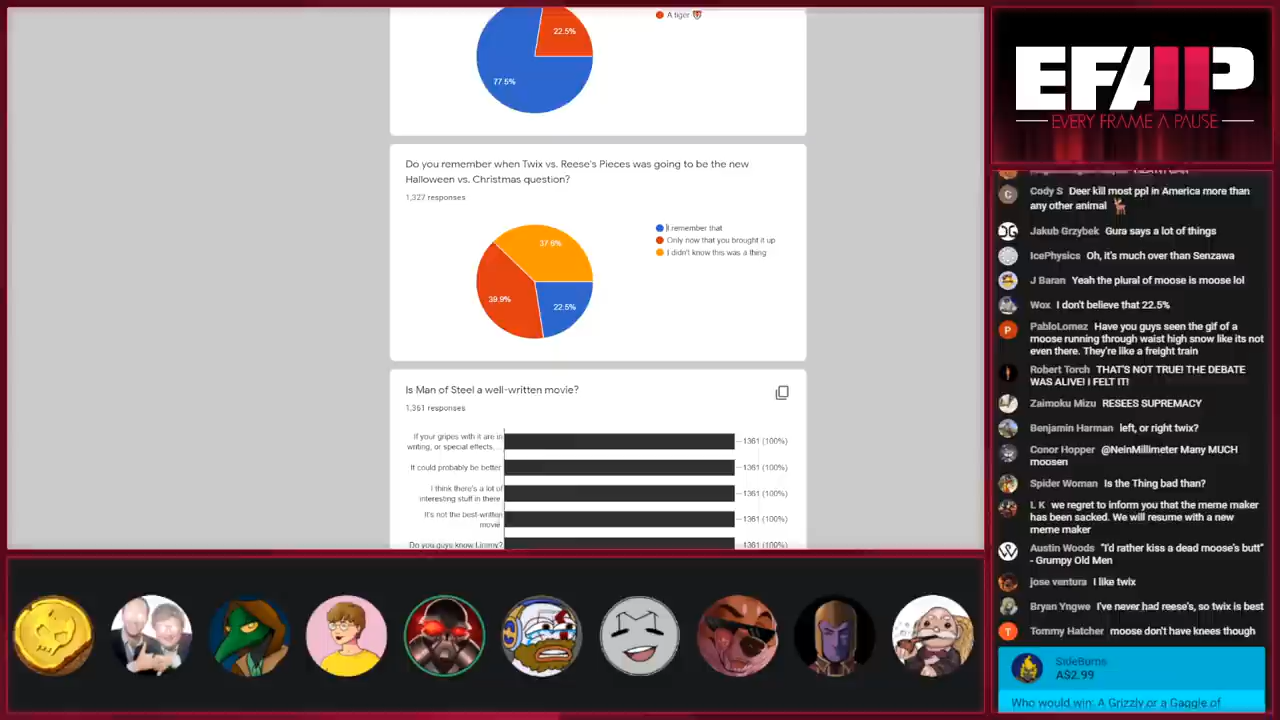 A tiger 🐯
22.5%
77.5%
Do you remember when Twix vs. Reese's Pieces was going to be the new
Halloween vs. Christmas question?
1,327 responses
37.6%
39.9%
22.5%
I remember that
Only now that you brought it up
I didn't know this was a thing
Is Man of Steel a well-written movie?
1,361 responses
If your gripes with it are in
writing, or special effects,...
1361 (100%)
It could probably be better
1361 (100%)
I think there's a lot of
interesting stuff in there
1361 (100%)
It's not the best-written
movie
1361 (100%)
Do you guys know Limmy?
1361 (100%)
EFAP
EVERY FRAME A PAUSE
Cody S Deer kill most ppl in America more than
any other animal 🦌
Jakub Grzybek Gura says a lot of things
IcePhysics Oh, it's much over than Senzawa
J Baran Yeah the plural of moose is moose lol
Wox I don't believe that 22.5%
PabloLomez Have you guys seen the gif of a
moose running through waist high snow like its not
even there. They're like a freight train
Robert Torch THAT'S NOT TRUE! THE DEBATE
WAS ALIVE! I FELT IT!
Zaimoku Mizu RESEES SUPREMACY
Benjamin Harman left, or right twix?
Conor Hopper @NeinMillimeter Many MUCH
moosen
Spider Woman Is the Thing bad than?
L K we regret to inform you that the meme maker
has been sacked. We will resume with a new
meme maker
Austin Woods "I'd rather kiss a dead moose's butt"
- Grumpy Old Men
jose ventura I like twix
Bryan Yngwe I've never had reese's, so twix is best
Tommy Hatcher moose don't have knees though
SideBurns
A$2.99
Who would win: A Grizzly or a Gaggle of